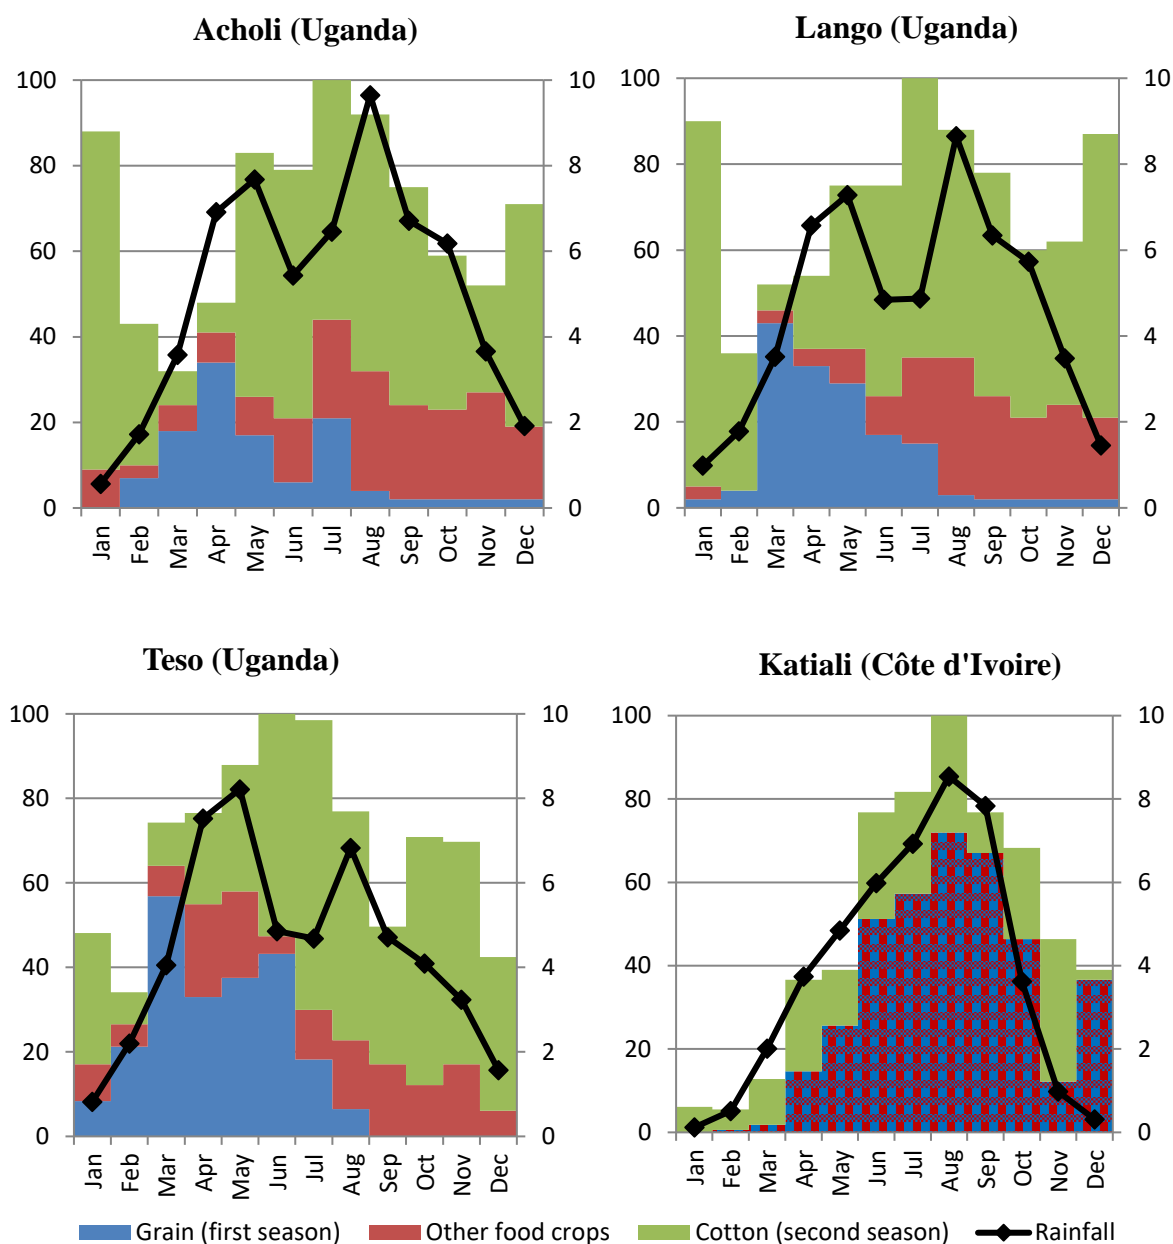 Acholi (Uganda)
100 10
80 8
60 6
40 4
20 2
0 0
Jan Feb Mar Apr May Jun Jul Aug Sep Oct Nov Dec
Lango (Uganda)
100 10
80 8
60 6
40 4
20 2
0 0
Jan Feb Mar Apr May Jun Jul Aug Sep Oct Nov Dec
Teso (Uganda)
100 10
80 8
60 6
40 4
20 2
0 0
Jan Feb Mar Apr May Jun Jul Aug Sep Oct Nov Dec
Katiali (Côte d'Ivoire)
100 10
80 8
60 6
40 4
20 2
0 0
Jan Feb Mar Apr May Jun Jul Aug Sep Oct Nov Dec
Grain (first season) Other food crops Cotton (second season) Rainfall